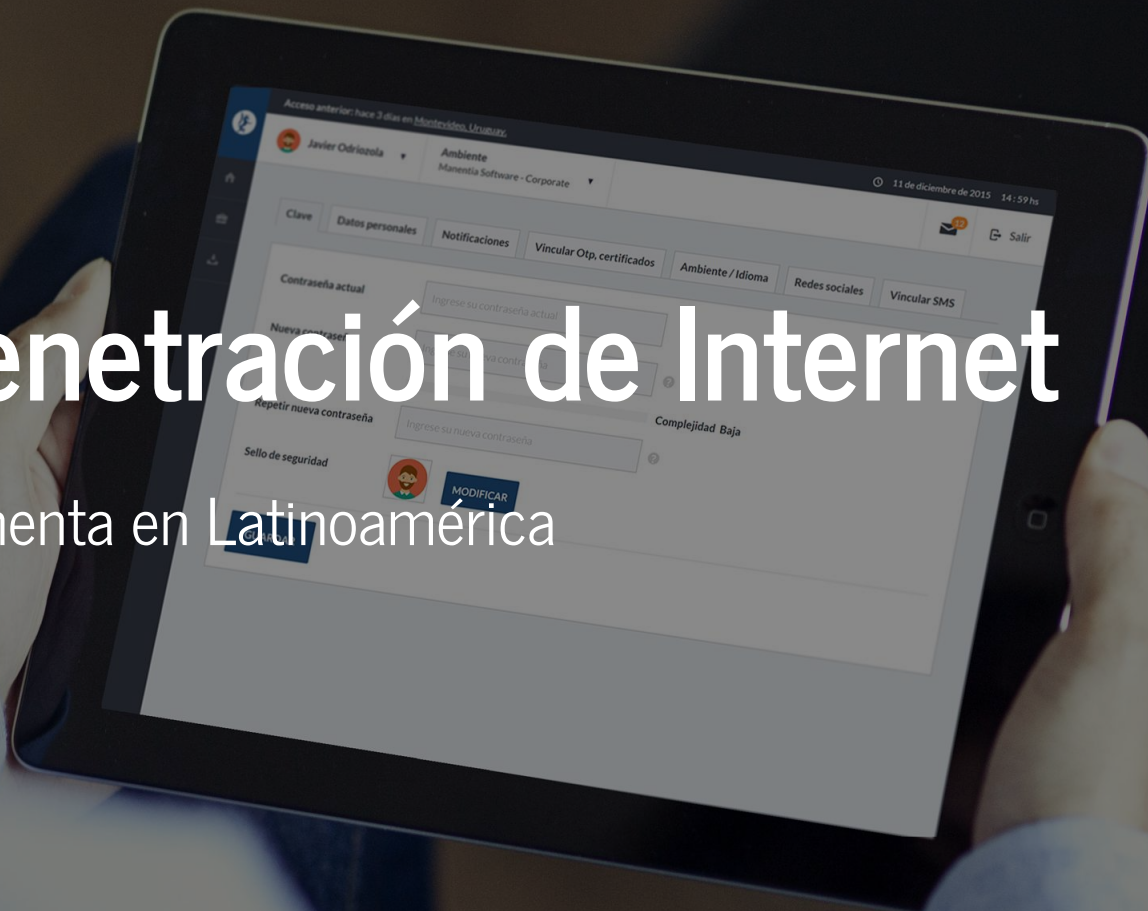 Acceso anterior: hace 3 días en Montevideo, Uruguay.
11 de diciembre de 2015 14:59 hs
Javier Odriozola
Ambiente
Manentia Software - Corporate
Salir
Clave Datos personales Notificaciones Vincular Otp, certificados Ambiente / Idioma Redes sociales Vincular SMS
Contraseña actual
Ingrese su contraseña actual
enetración de Internet
Nueva
Repetir nueva contraseña
Ingrese su nueva contraseña
Complejidad Baja
Sello de seguridad
MODIFICAR
enta en Latinoamérica